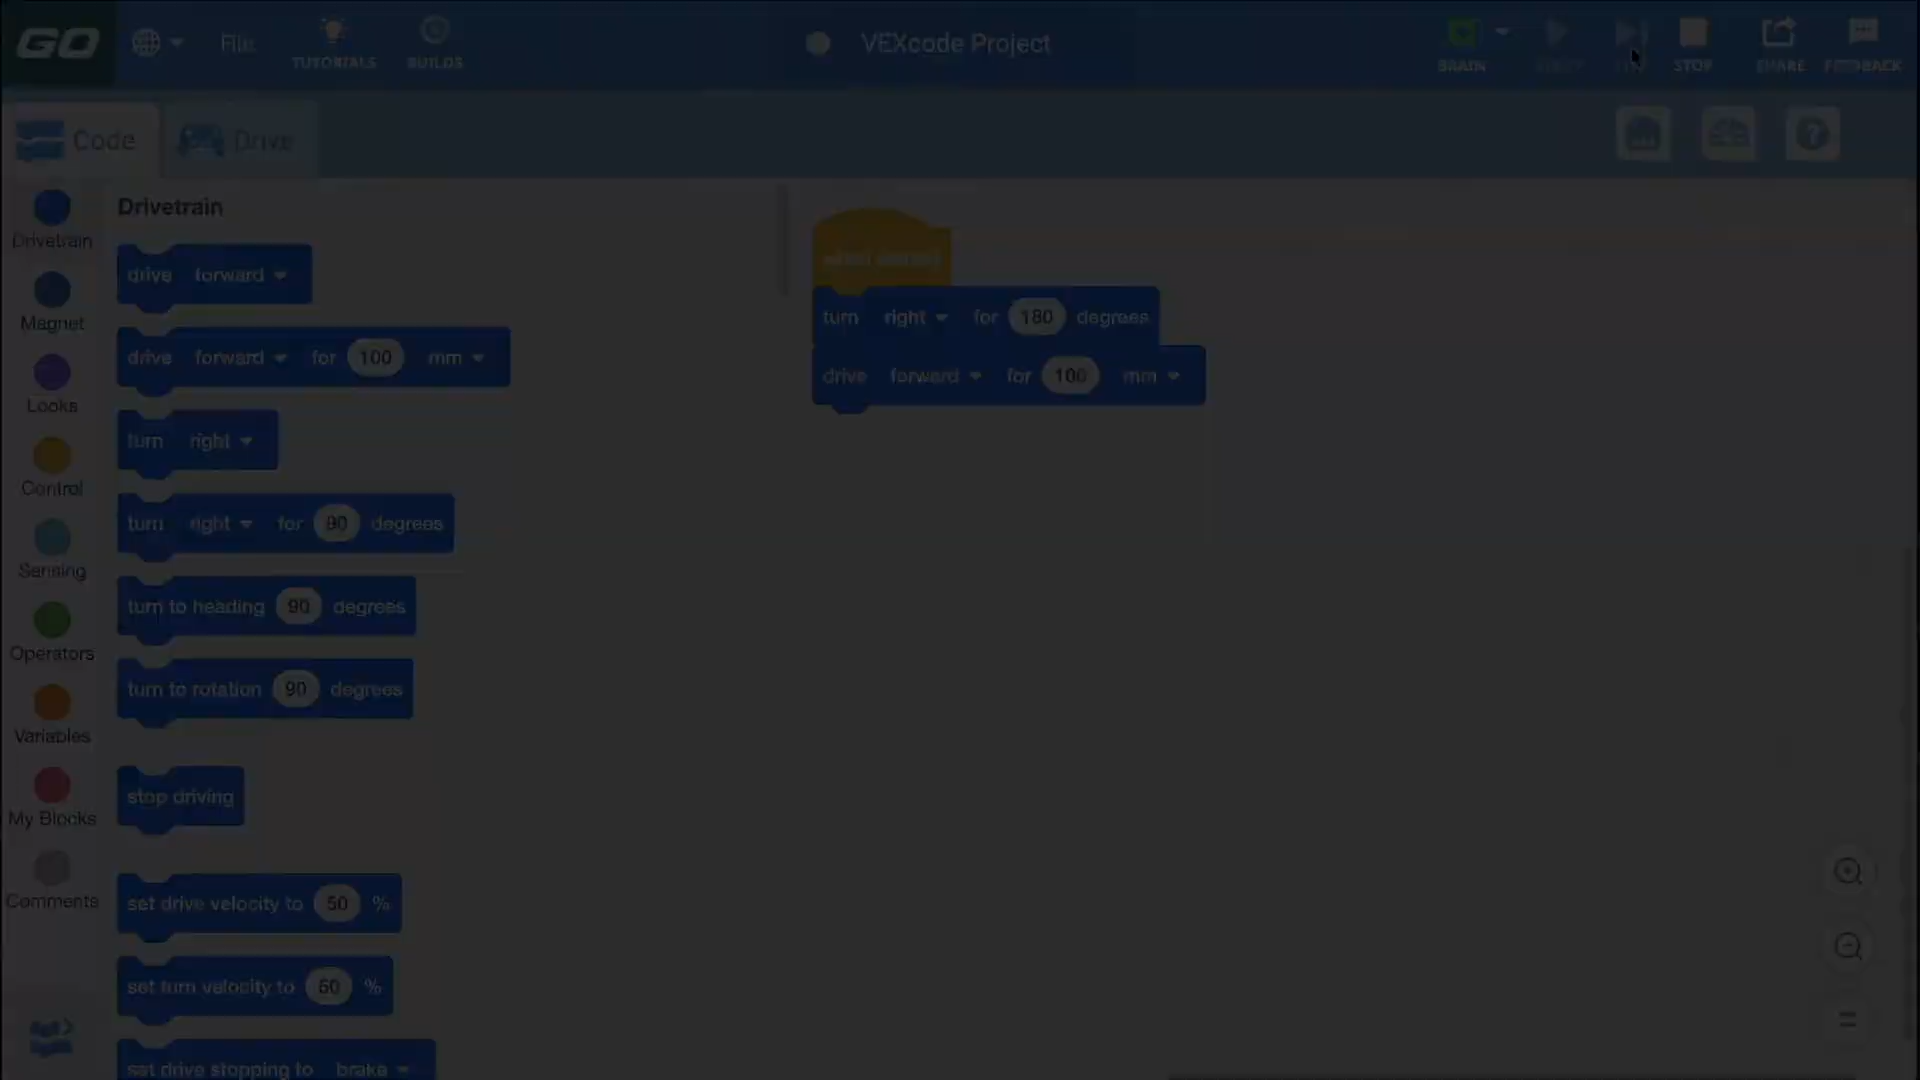 GO
File
TUTORIALS
BUILDS
VEXcode Project
BRAIN
STOP
SHARE
FEEDBACK
Code
Drive
Drivetrain
Magnet
Looks
Control
Sensing
Operators
Variables
My Blocks
Comments
Drivetrain
drive forward
drive forward for 100 mm
turn right
turn right for 90 degrees
turn to heading 90 degrees
turn to rotation 90 degrees
stop driving
set drive velocity to 50 %
set turn velocity to 50 %
set drive stopping to brake
turn right for 180 degrees
drive forward for 100 mm